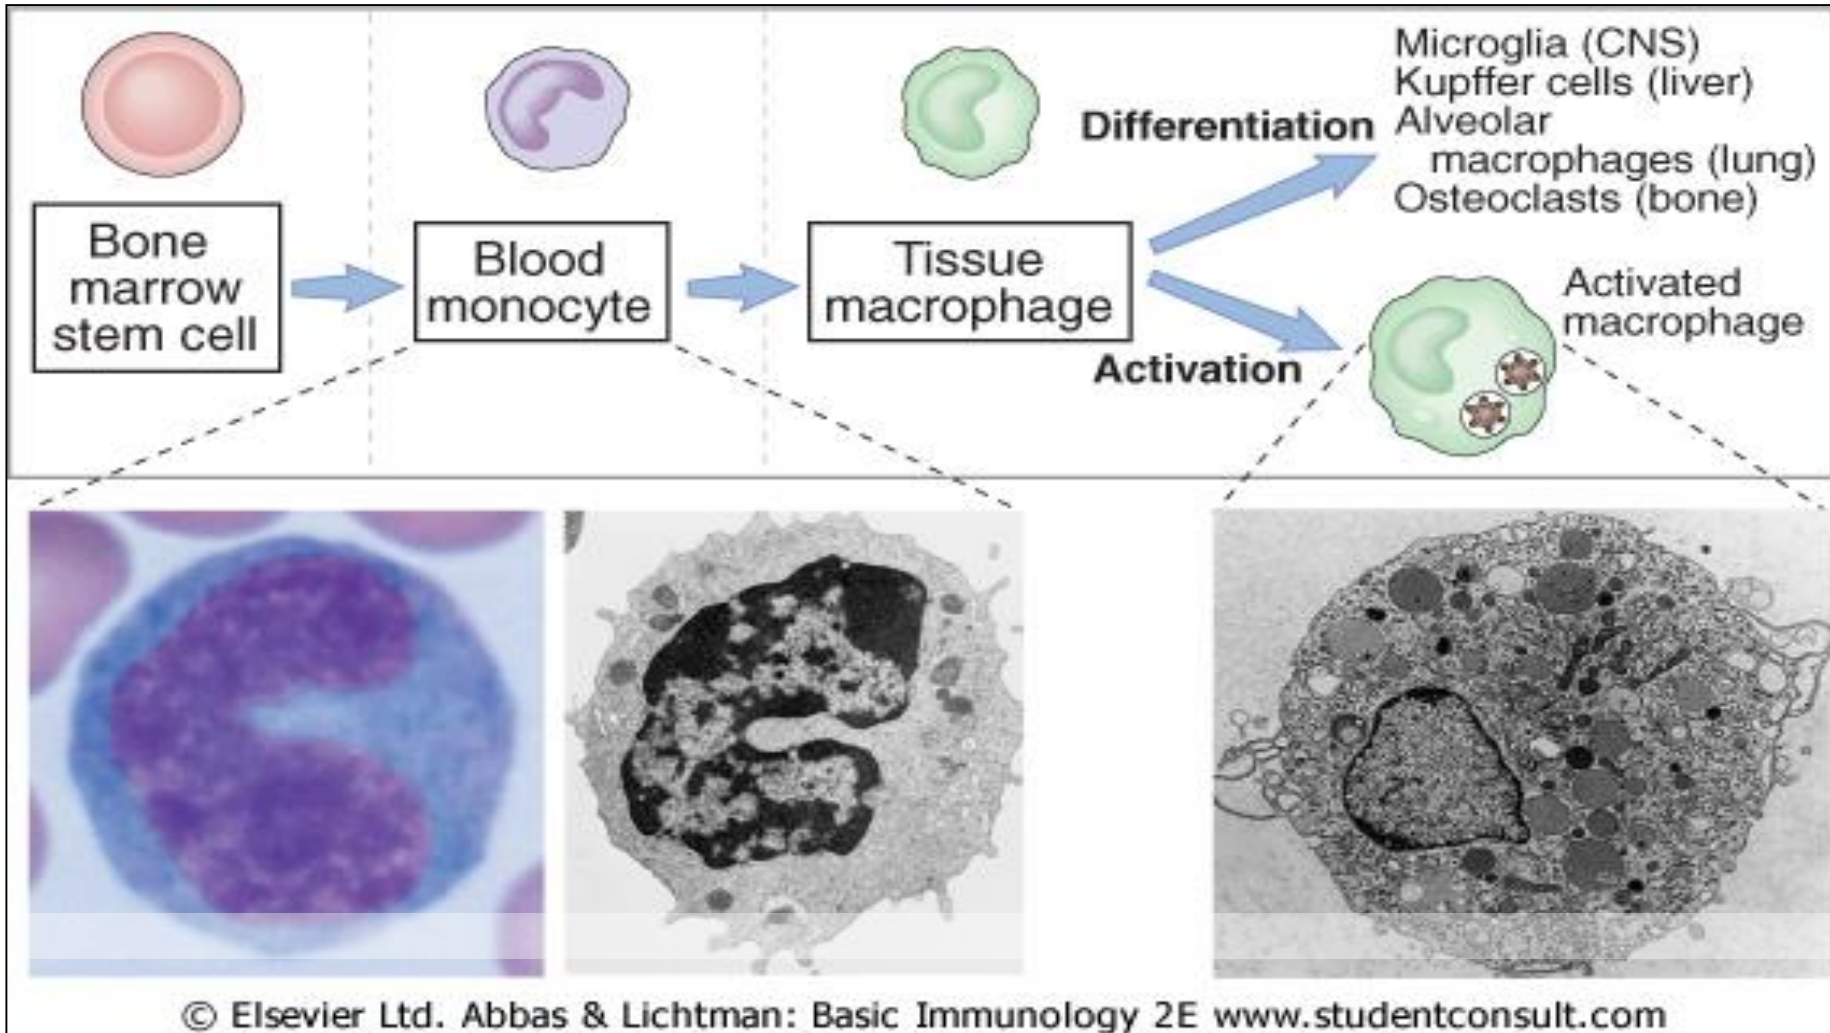 Bone
marrow
stem cell
Blood
monocyte
Tissue
macrophage
Differentiation
Microglia (CNS)
Kupffer cells (liver)
Alveolar
macrophages (lung)
Osteoclasts (bone)
Activation
Activated
macrophage
© Elsevier Ltd. Abbas & Lichtman: Basic Immunology 2E www.studentconsult.com